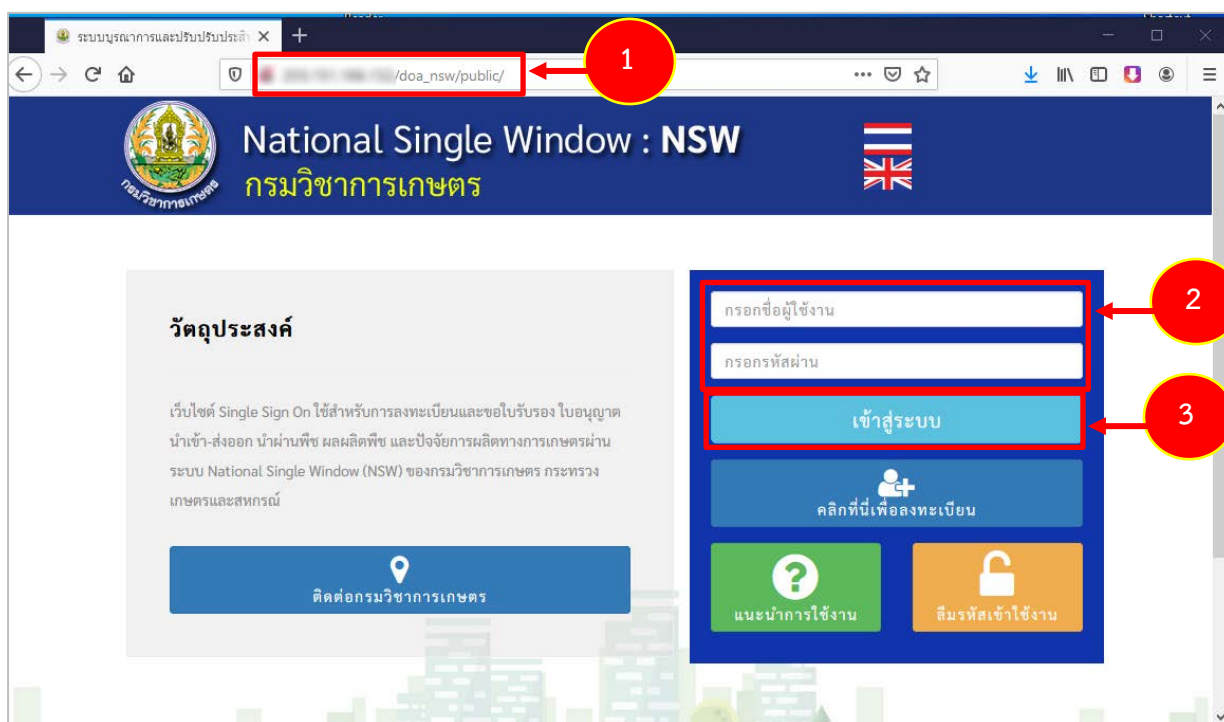 ระบบบูรณาการและปรับปรับประสิ
/doa_nsw/public/
1
National Single Window : NSW
กรมวิชาการเกษตร
กรมวิชาการเกษตร
วัตถุประสงค์
เว็บไซต์ Single Sign On ใช้สำหรับการลงทะเบียนและขอใบรับรอง ใบอนุญาต
นำเข้า-ส่งออก นำผ่านพืช ผลผลิตพืช และปัจจัยการผลิตทางการเกษตรผ่าน
ระบบ National Single Window (NSW) ของกรมวิชาการเกษตร กระทรวง
เกษตรและสหกรณ์
ติดต่อกรมวิชาการเกษตร
กรอกชื่อผู้ใช้งาน
กรอกรหัสผ่าน
2
เข้าสู่ระบบ
3
คลิกที่นี่เพื่อลงทะเบียน
แนะนำการใช้งาน
ลืมรหัสเข้าใช้งาน